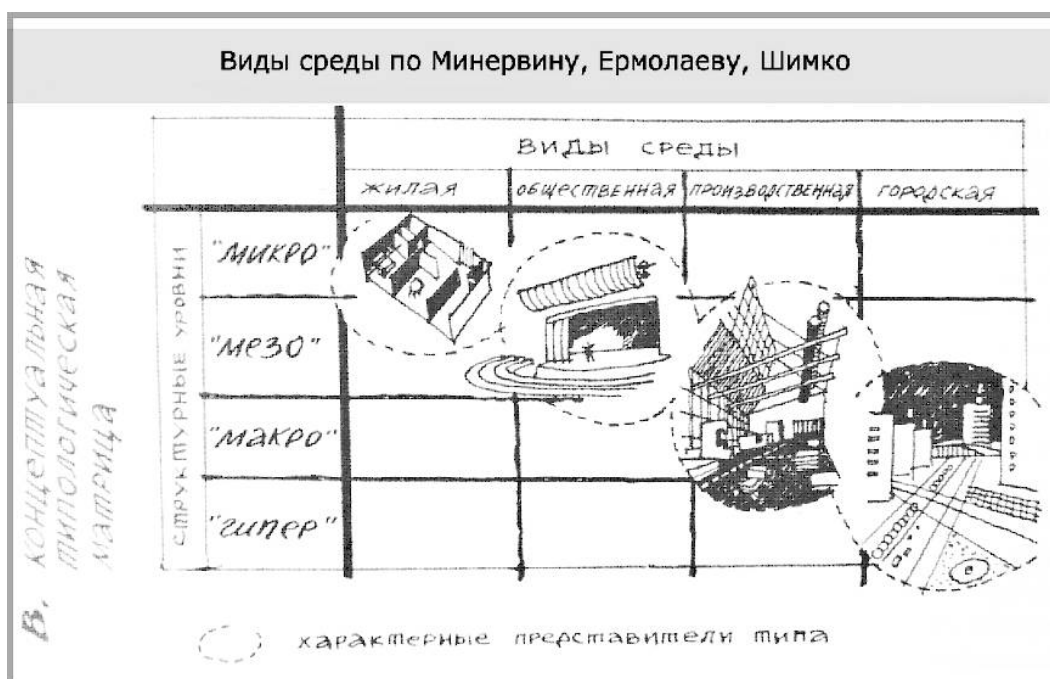 Виды среды по Минервину, Ермолаеву, Шимко
ВИДЫ СРЕДЫ
ЖИЛАЯ
ОБЩЕСТВЕННАЯ
ПРОИЗВОДСТВЕННАЯ
ГОРОДСКАЯ
СТРУКТУРНЫЕ УРОВНИ
"МИКРО"
"МЕЗО"
"МАКРО"
"ГИПЕР"
В. КОНЦЕПТУАЛЬНАЯ
ТИПОЛОГИЧЕСКАЯ
МАТРИЦА
ХАРАКТЕРНЫЕ ПРЕДСТАВИТЕЛИ ТИПА